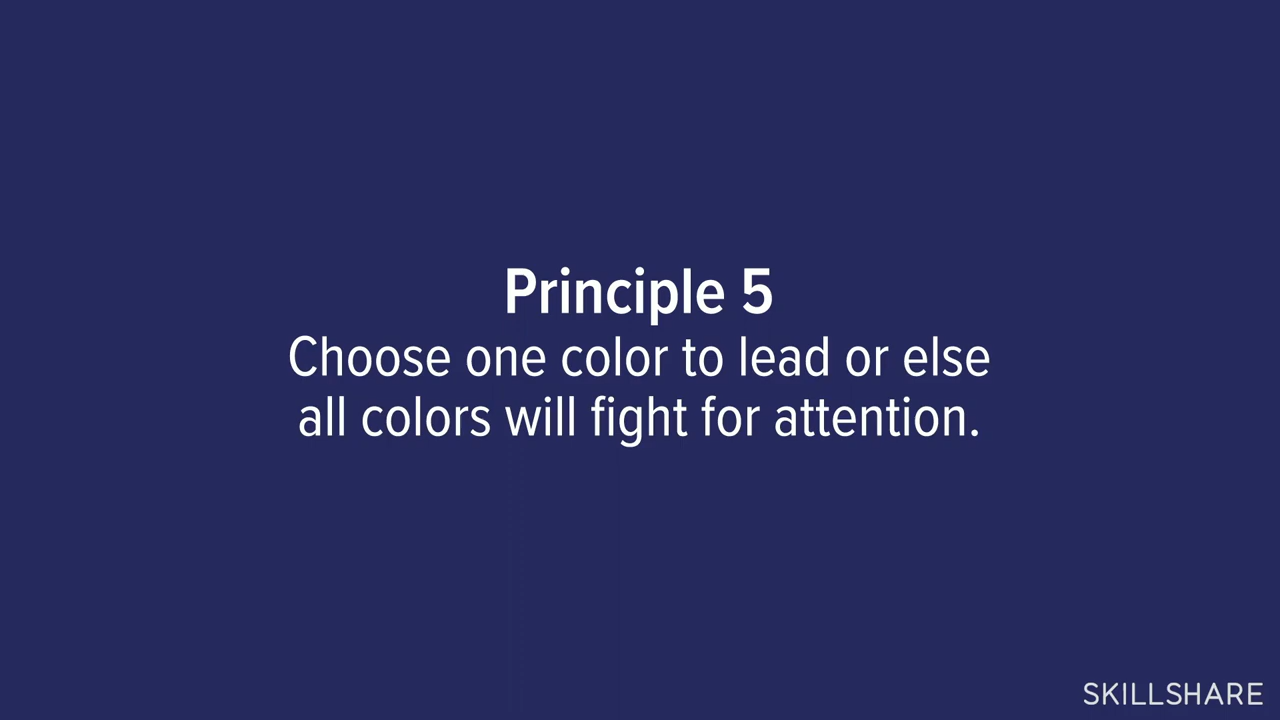 Principle 5
Choose one color to lead or else
all colors will fight for attention.
SKILLSHARE